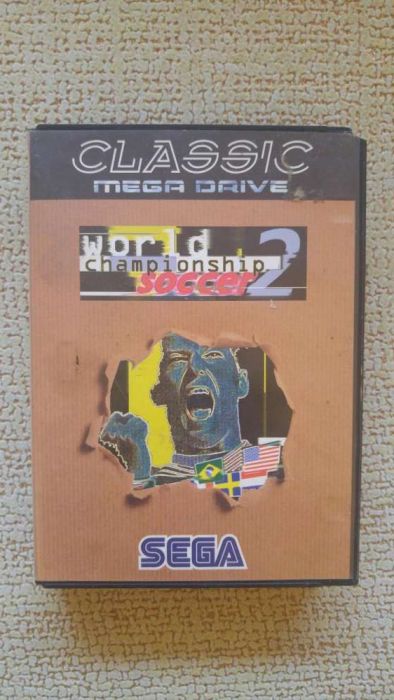 CLASSIC
MEGA DRIVE
world
championship
soccer 2
SEGA